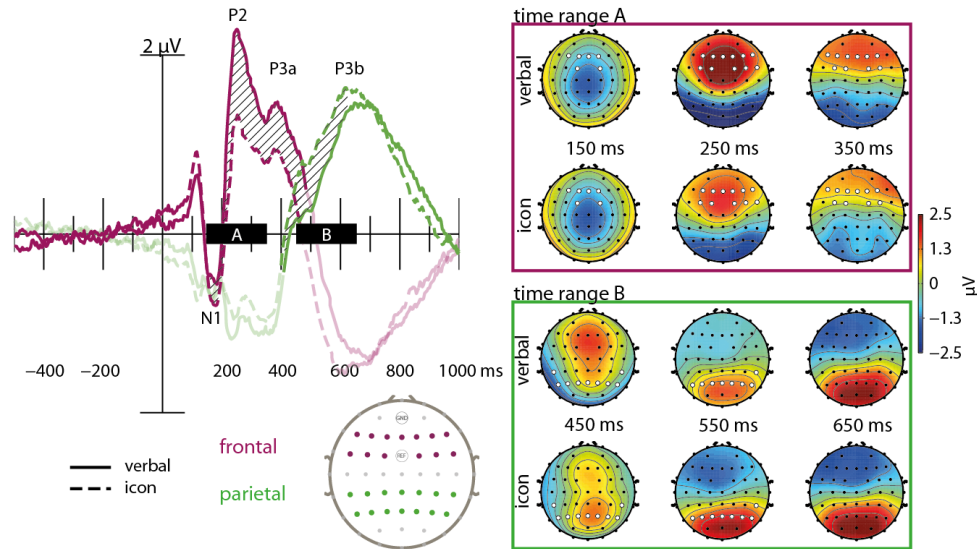 P2
2 µV
P3a
P3b
A
B
N1
−400
−200
200
400
600
800
1000 ms
frontal
parietal
GND
REF
verbal
icon
time range A
verbal
150 ms
250 ms
350 ms
icon
time range B
verbal
450 ms
550 ms
650 ms
icon
2.5
1.3
0
−1.3
−2.5
µV